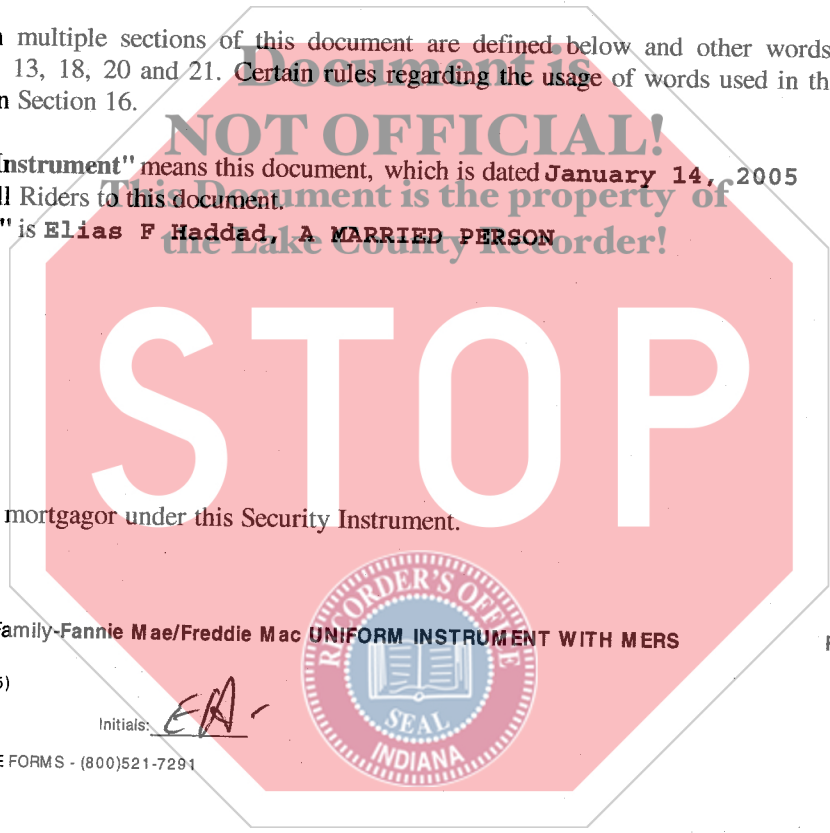 multiple sections of this document are defined below and other words
13, 18, 20 and 21. Certain rules regarding the usage of words used in th
n Section 16.
Document is
NOT OFFICIAL!
This Document is the property of
the Lake County Recorder!
Instrument" means this document, which is dated January 14, 2005
ll Riders to this document.
" is Elias F Haddad, A MARRIED PERSON
STOP
mortgagor under this Security Instrument.
RECORDER'S OFFICE
SEAL
INDIANA
Family-Fannie Mae/Freddie Mac UNIFORM INSTRUMENT WITH MERS
Initials: EH-
E FORMS - (800)521-7291